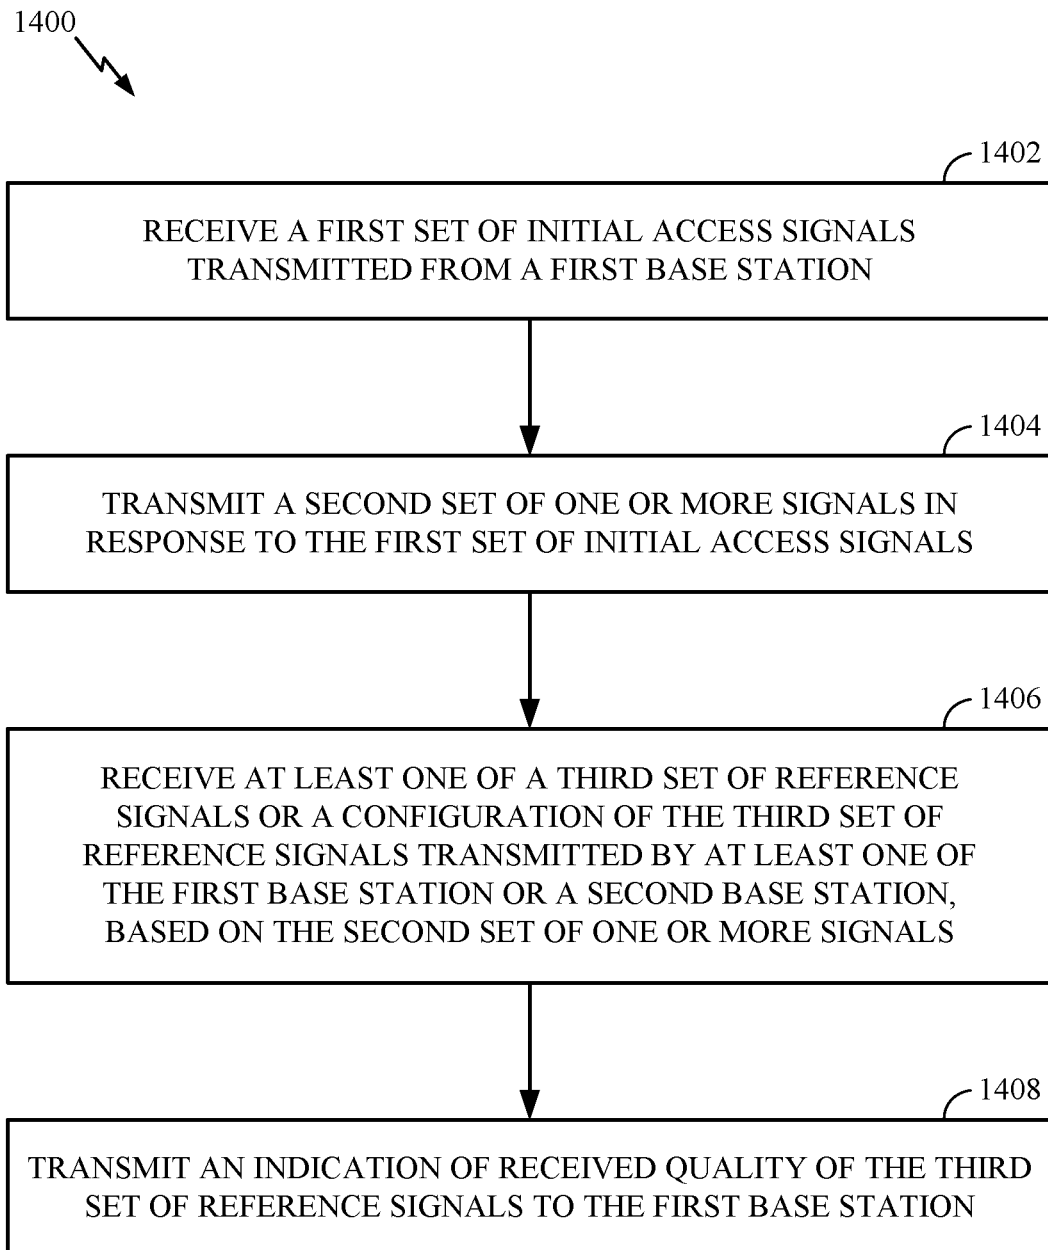 1400
1402
RECEIVE A FIRST SET OF INITIAL ACCESS SIGNALS
TRANSMITTED FROM A FIRST BASE STATION
1404
TRANSMIT A SECOND SET OF ONE OR MORE SIGNALS IN
RESPONSE TO THE FIRST SET OF INITIAL ACCESS SIGNALS
1406
RECEIVE AT LEAST ONE OF A THIRD SET OF REFERENCE
SIGNALS OR A CONFIGURATION OF THE THIRD SET OF
REFERENCE SIGNALS TRANSMITTED BY AT LEAST ONE OF
THE FIRST BASE STATION OR A SECOND BASE STATION,
BASED ON THE SECOND SET OF ONE OR MORE SIGNALS
1408
TRANSMIT AN INDICATION OF RECEIVED QUALITY OF THE THIRD
SET OF REFERENCE SIGNALS TO THE FIRST BASE STATION